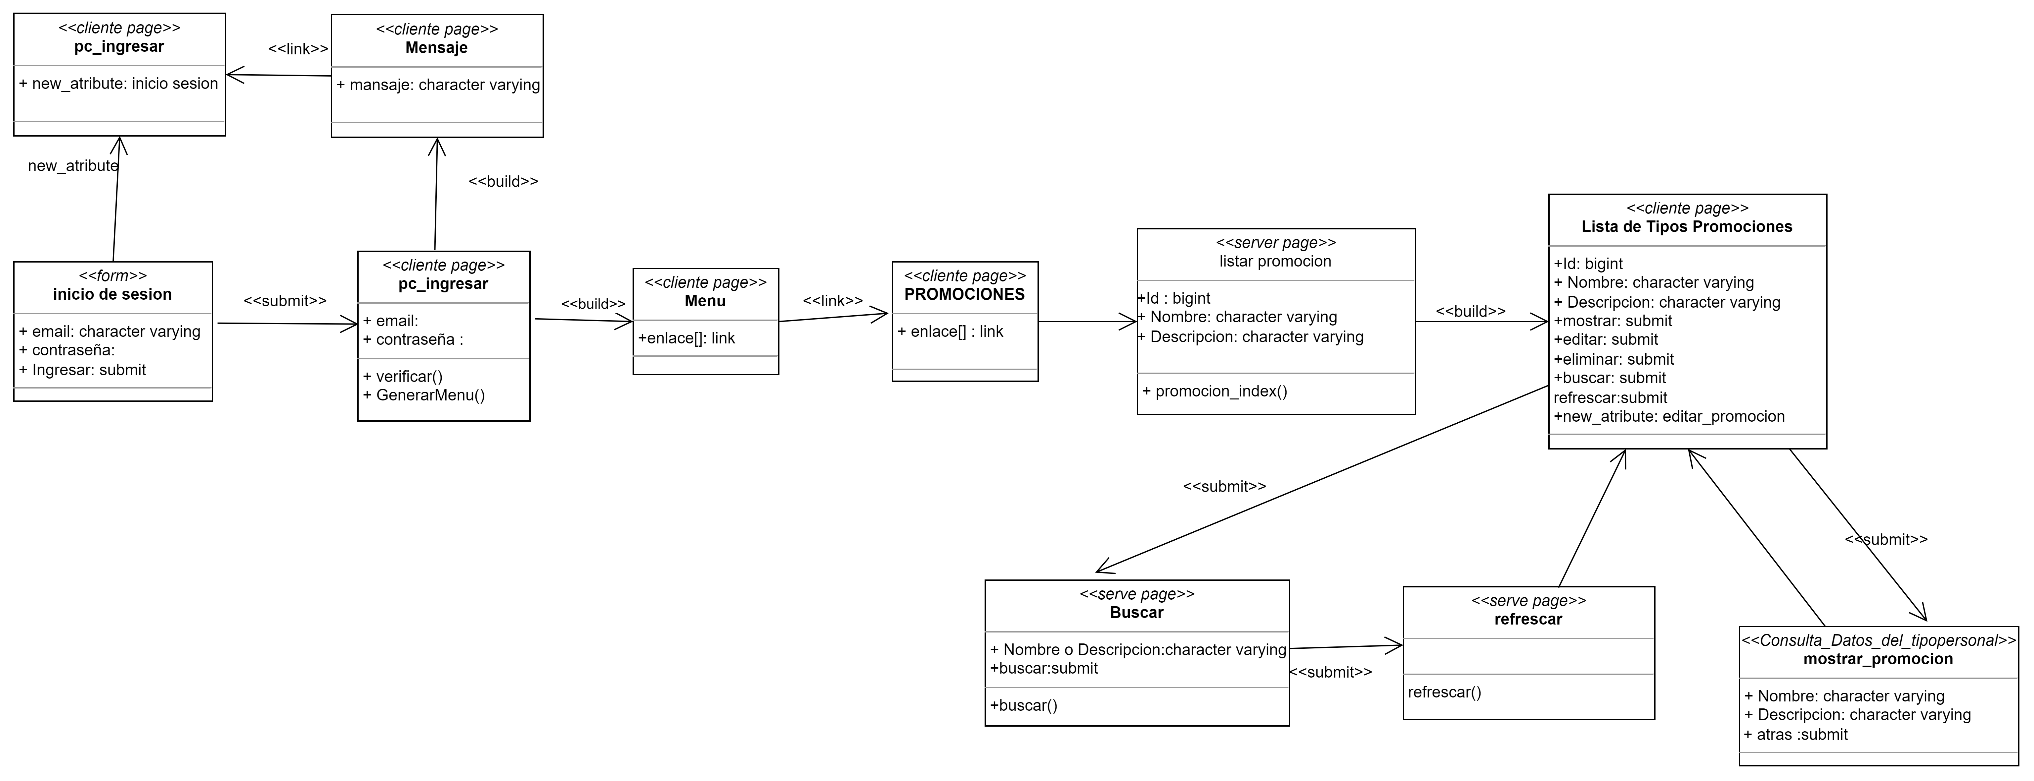 <<cliente page>>
pc_ingresar
+ new_atribute: inicio sesion
<<link>>
<<cliente page>>
Mensaje
+ mansaje: character varying
new_atribute
<<build>>
<<form>>
inicio de sesion
+ email: character varying
+ contraseña:
+ Ingresar: submit
<<submit>>
<<cliente page>>
pc_ingresar
+ email:
+ contraseña :
+ verificar()
+ GenerarMenu()
<<build>>
<<cliente page>>
Menu
+enlace[]: link
<<link>>
<<cliente page>>
PROMOCIONES
+ enlace[] : link
<<server page>>
listar promocion
+Id : bigint
+ Nombre: character varying
+ Descripcion: character varying
+ promocion_index()
<<build>>
<<cliente page>>
Lista de Tipos Promociones
+Id: bigint
+ Nombre: character varying
+ Descripcion: character varying
+mostrar: submit
+editar: submit
+eliminar: submit
+buscar: submit
refrescar:submit
+new_atribute: editar_promocion
<<submit>>
<<submit>>
<<serve page>>
Buscar
+ Nombre o Descripcion:character varying
+buscar:submit
+buscar()
<<submit>>
<<serve page>>
refrescar
refrescar()
<<Consulta_Datos_del_tipopersonal>>
mostrar_promocion
+ Nombre: character varying
+ Descripcion: character varying
+ atras :submit